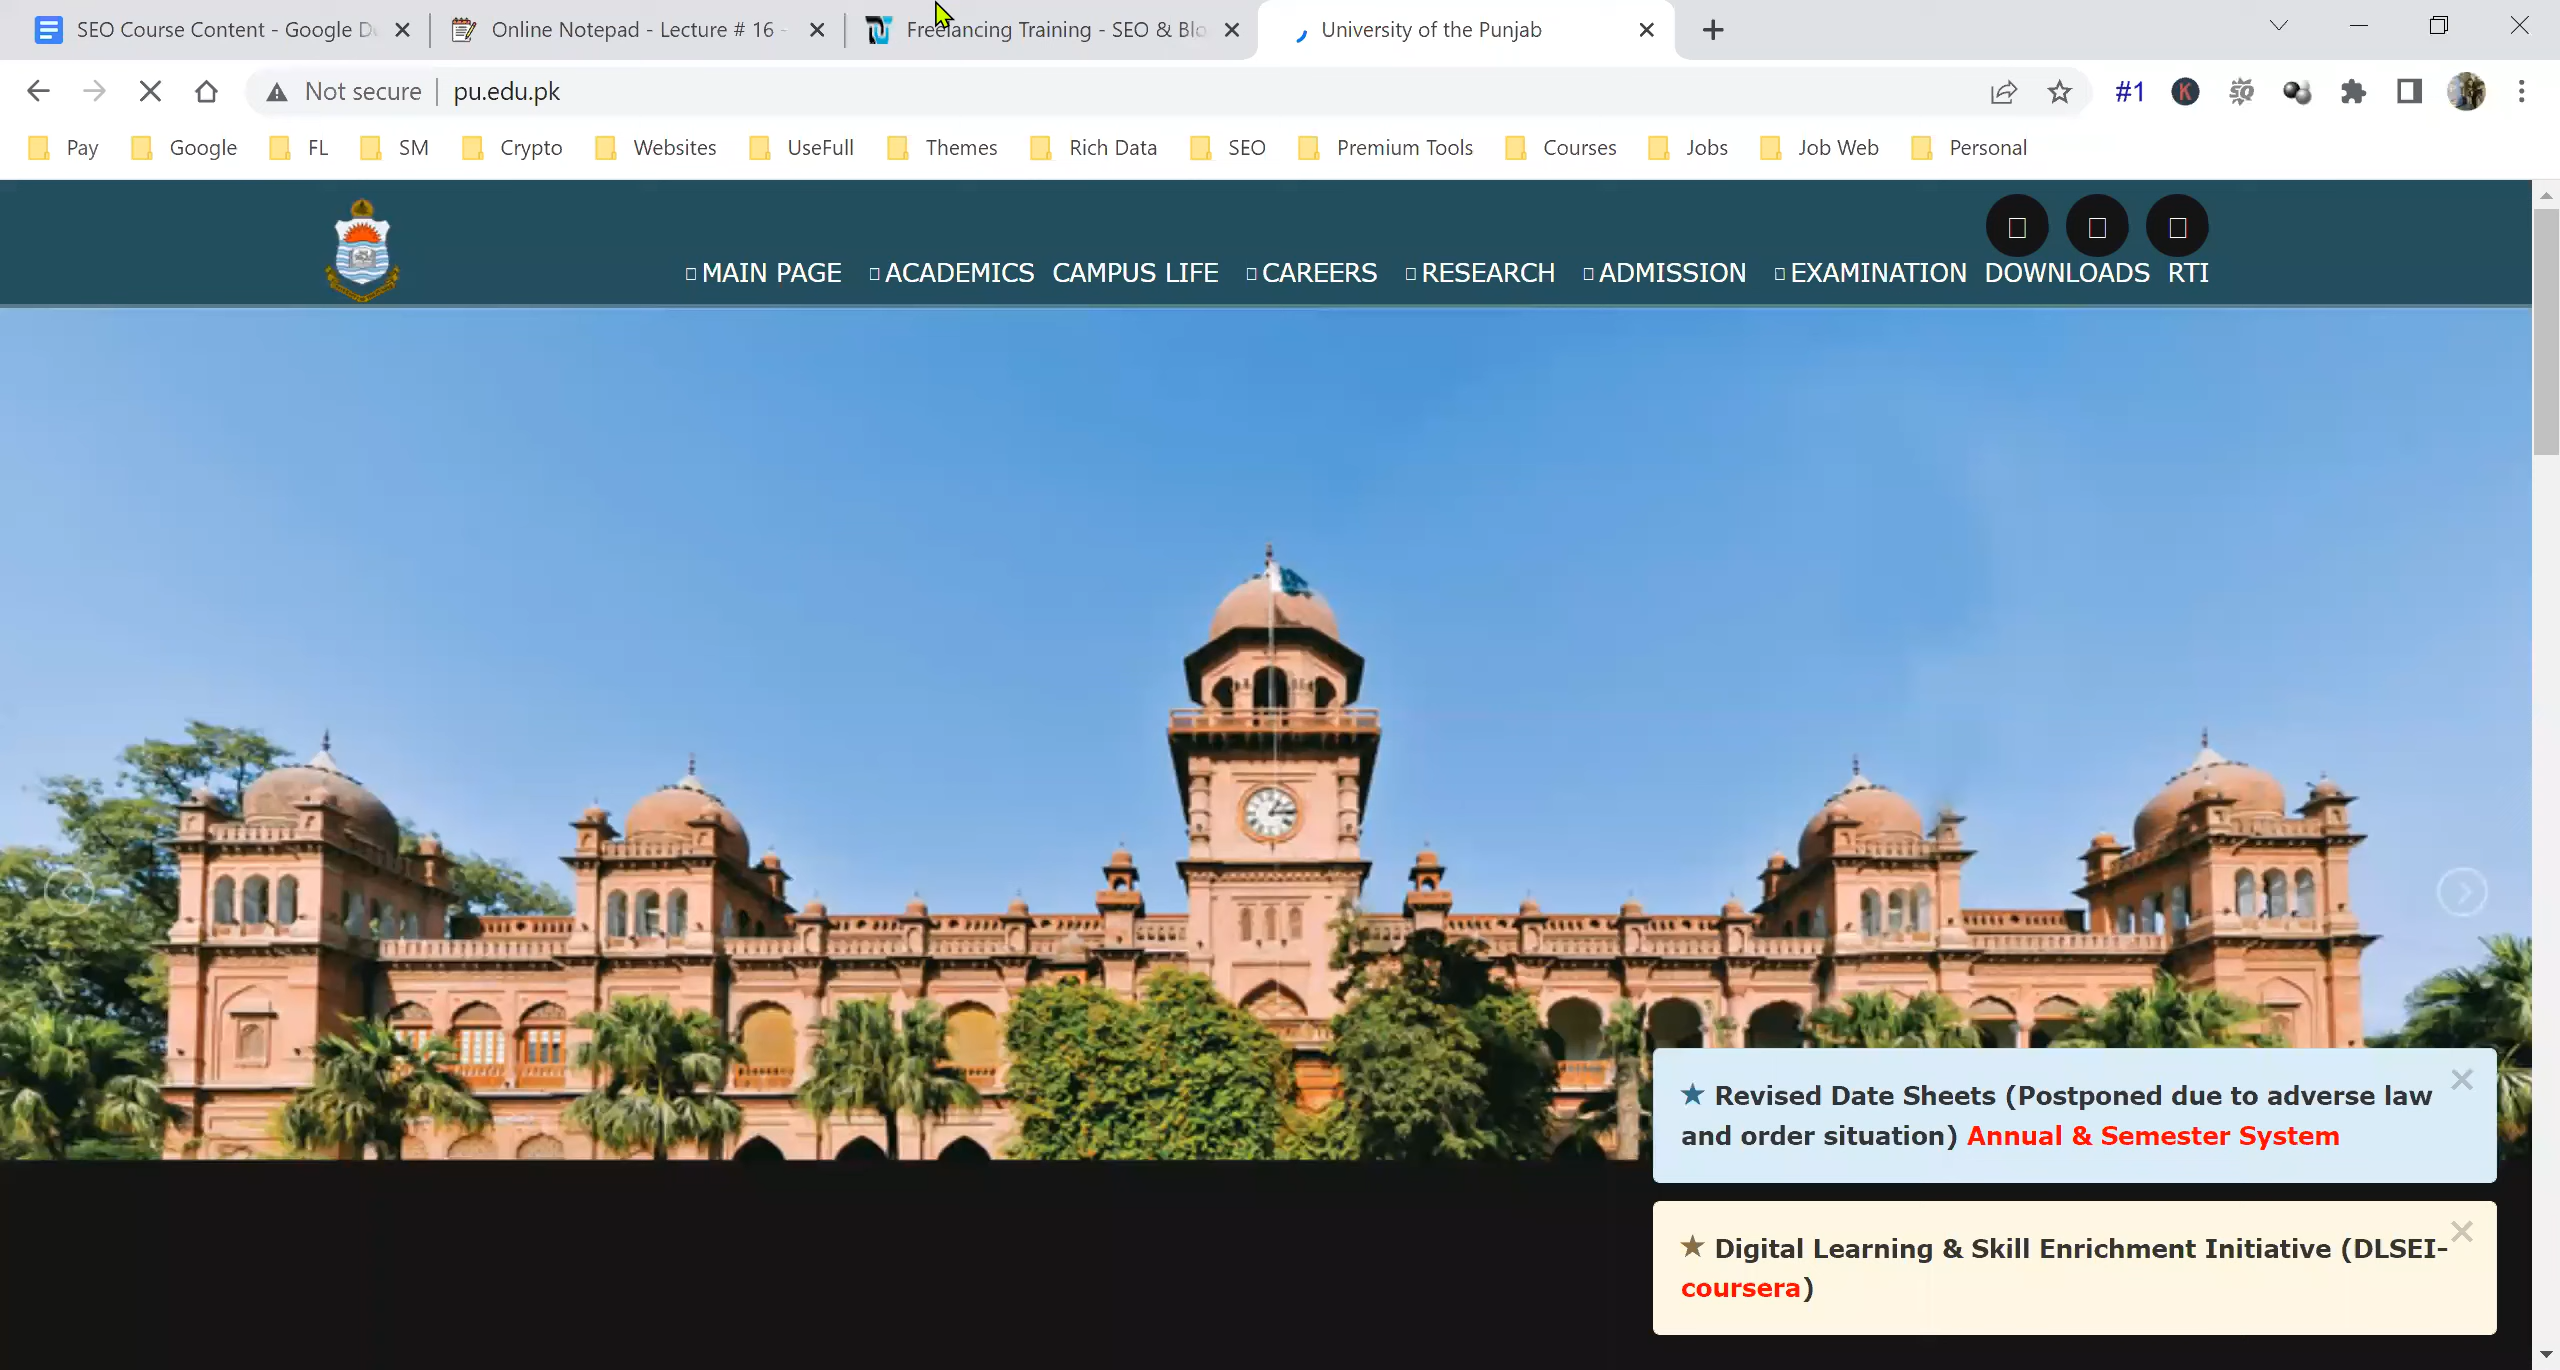 SEO Course Content - Google D
Online Notepad - Lecture # 16 -
Freelancing Training - SEO & Blo
University of the Punjab
Not secure
pu.edu.pk
#1
K
SQ
Pay
Google
FL
SM
Crypto
Websites
UseFull
Themes
Rich Data
SEO
Premium Tools
Courses
Jobs
Job Web
Personal
MAIN PAGE
ACADEMICS
CAMPUS LIFE
CAREERS
RESEARCH
ADMISSION
EXAMINATION
DOWNLOADS
RTI
★ Revised Date Sheets (Postponed due to adverse law
and order situation) Annual & Semester System
★ Digital Learning & Skill Enrichment Initiative (DLSEI-
coursera)